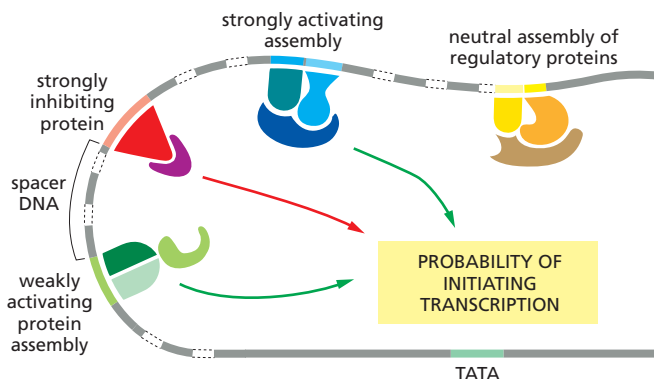 strongly activating
assembly
neutral assembly of
regulatory proteins
strongly
inhibiting
protein
spacer
DNA
weakly
activating
protein
assembly
PROBABILITY OF
INITIATING
TRANSCRIPTION
TATA